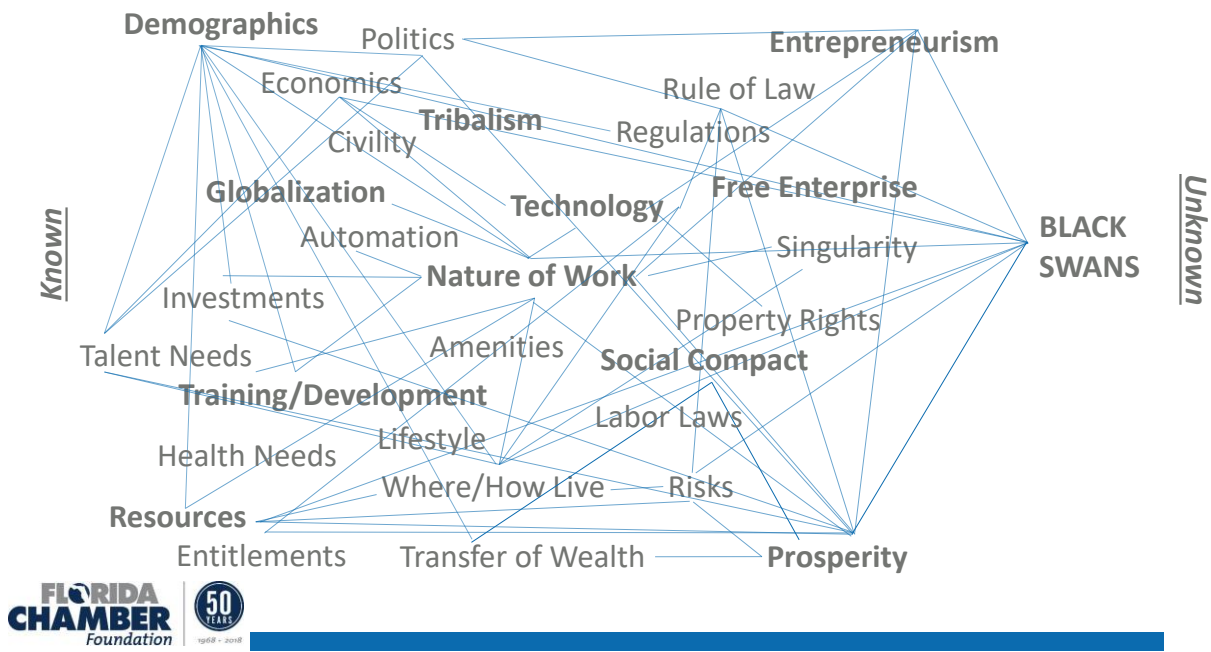 Demographics
Politics
Entrepreneurism
Economics
Rule of Law
Tribalism
Regulations
Civility
Globalization
Technology
Free Enterprise
Known
Unknown
Automation
Singularity
BLACK
SWANS
Nature of Work
Investments
Property Rights
Talent Needs
Amenities
Social Compact
Training/Development
Labor Laws
Lifestyle
Health Needs
Where/How Live
Risks
Resources
Entitlements
Transfer of Wealth
Prosperity
FLORIDA
CHAMBER
Foundation
50
YEARS
1968 - 2018